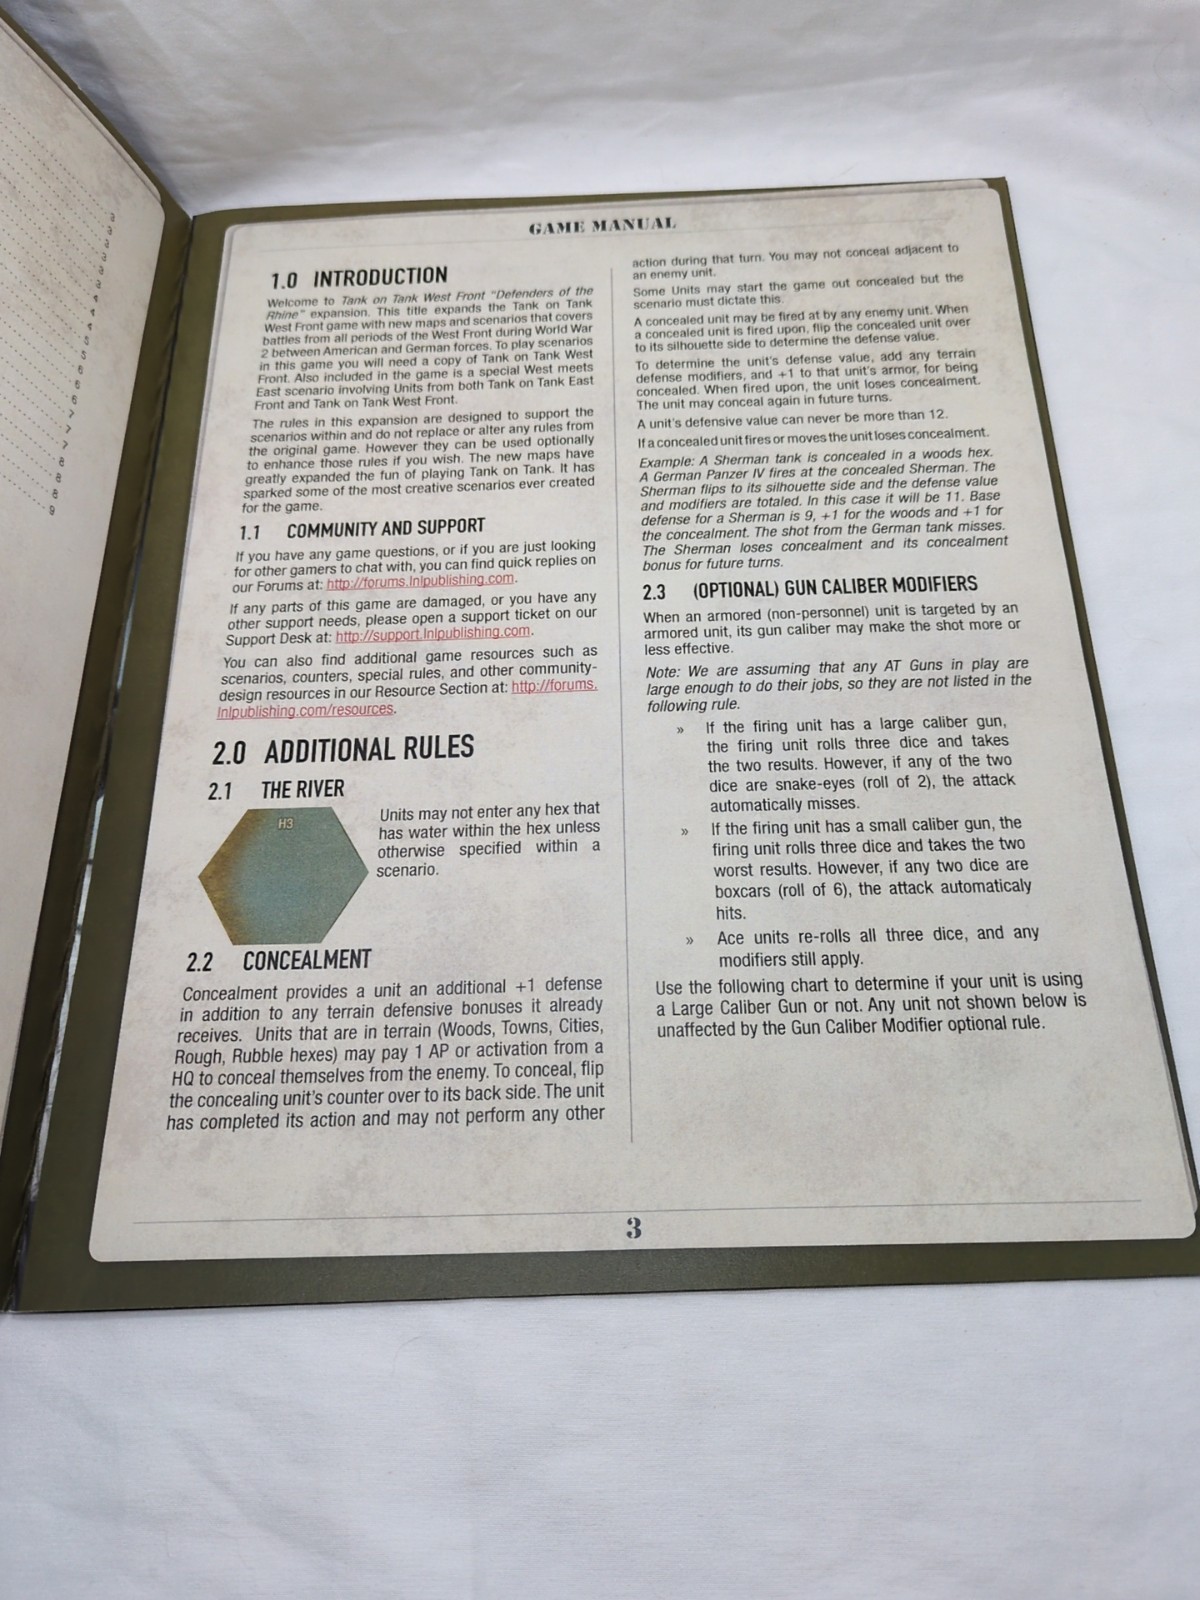 2
2
2
3
3
3
4
4
4
5
5
5
6
6
6
7
7
7
8
8
8
9
GAME MANUAL
1.0 INTRODUCTION
Welcome to Tank on Tank West Front "Defenders of the
Rhine" expansion. This title expands the Tank on Tank
West Front game with new maps and scenarios that covers
battles from all periods of the West Front during World War
2 between American and German forces. To play scenarios
in this game you will need a copy of Tank on Tank West
Front. Also included in the game is a special West meets
East scenario involving Units from both Tank on Tank East
Front and Tank on Tank West Front.
The rules in this expansion are designed to support the
scenarios within and do not replace or alter any rules from
the original game. However they can be used optionally
to enhance those rules if you wish. The new maps have
greatly expanded the fun of playing Tank on Tank. It has
sparked some of the most creative scenarios ever created
for the game.
1.1 COMMUNITY AND SUPPORT
If you have any game questions, or if you are just looking
for other gamers to chat with, you can find quick replies on
our Forums at: http://forums.lnlpublishing.com.
If any parts of this game are damaged, or you have any
other support needs, please open a support ticket on our
Support Desk at: http://support.lnlpublishing.com.
You can also find additional game resources such as
scenarios, counters, special rules, and other community-
design resources in our Resource Section at: http://forums.
lnlpublishing.com/resources.
2.0 ADDITIONAL RULES
2.1 THE RIVER
H3
Units may not enter any hex that
has water within the hex unless
otherwise specified within a
scenario.
2.2 CONCEALMENT
Concealment provides a unit an additional +1 defense
in addition to any terrain defensive bonuses it already
receives. Units that are in terrain (Woods, Towns, Cities,
Rough, Rubble hexes) may pay 1 AP or activation from a
HQ to conceal themselves from the enemy. To conceal, flip
the concealing unit's counter over to its back side. The unit
has completed its action and may not perform any other
action during that turn. You may not conceal adjacent to
an enemy unit.
Some Units may start the game out concealed but the
scenario must dictate this.
A concealed unit may be fired at by any enemy unit. When
a concealed unit is fired upon, flip the concealed unit over
to its silhouette side to determine the defense value.
To determine the unit's defense value, add any terrain
defense modifiers, and +1 to that unit's armor, for being
concealed. When fired upon, the unit loses concealment.
The unit may conceal again in future turns.
A unit's defensive value can never be more than 12.
If a concealed unit fires or moves the unit loses concealment.
Example: A Sherman tank is concealed in a woods hex.
A German Panzer IV fires at the concealed Sherman. The
Sherman flips to its silhouette side and the defense value
and modifiers are totaled. In this case it will be 11. Base
defense for a Sherman is 9, +1 for the woods and +1 for
the concealment. The shot from the German tank misses.
The Sherman loses concealment and its concealment
bonus for future turns.
2.3 (OPTIONAL) GUN CALIBER MODIFIERS
When an armored (non-personnel) unit is targeted by an
armored unit, its gun caliber may make the shot more or
less effective.
Note: We are assuming that any AT Guns in play are
large enough to do their jobs, so they are not listed in the
following rule.
» If the firing unit has a large caliber gun,
the firing unit rolls three dice and takes
the two results. However, if any of the two
dice are snake-eyes (roll of 2), the attack
automatically misses.
» If the firing unit has a small caliber gun, the
firing unit rolls three dice and takes the two
worst results. However, if any two dice are
boxcars (roll of 6), the attack automaticaly
hits.
» Ace units re-rolls all three dice, and any
modifiers still apply.
Use the following chart to determine if your unit is using
a Large Caliber Gun or not. Any unit not shown below is
unaffected by the Gun Caliber Modifier optional rule.
3